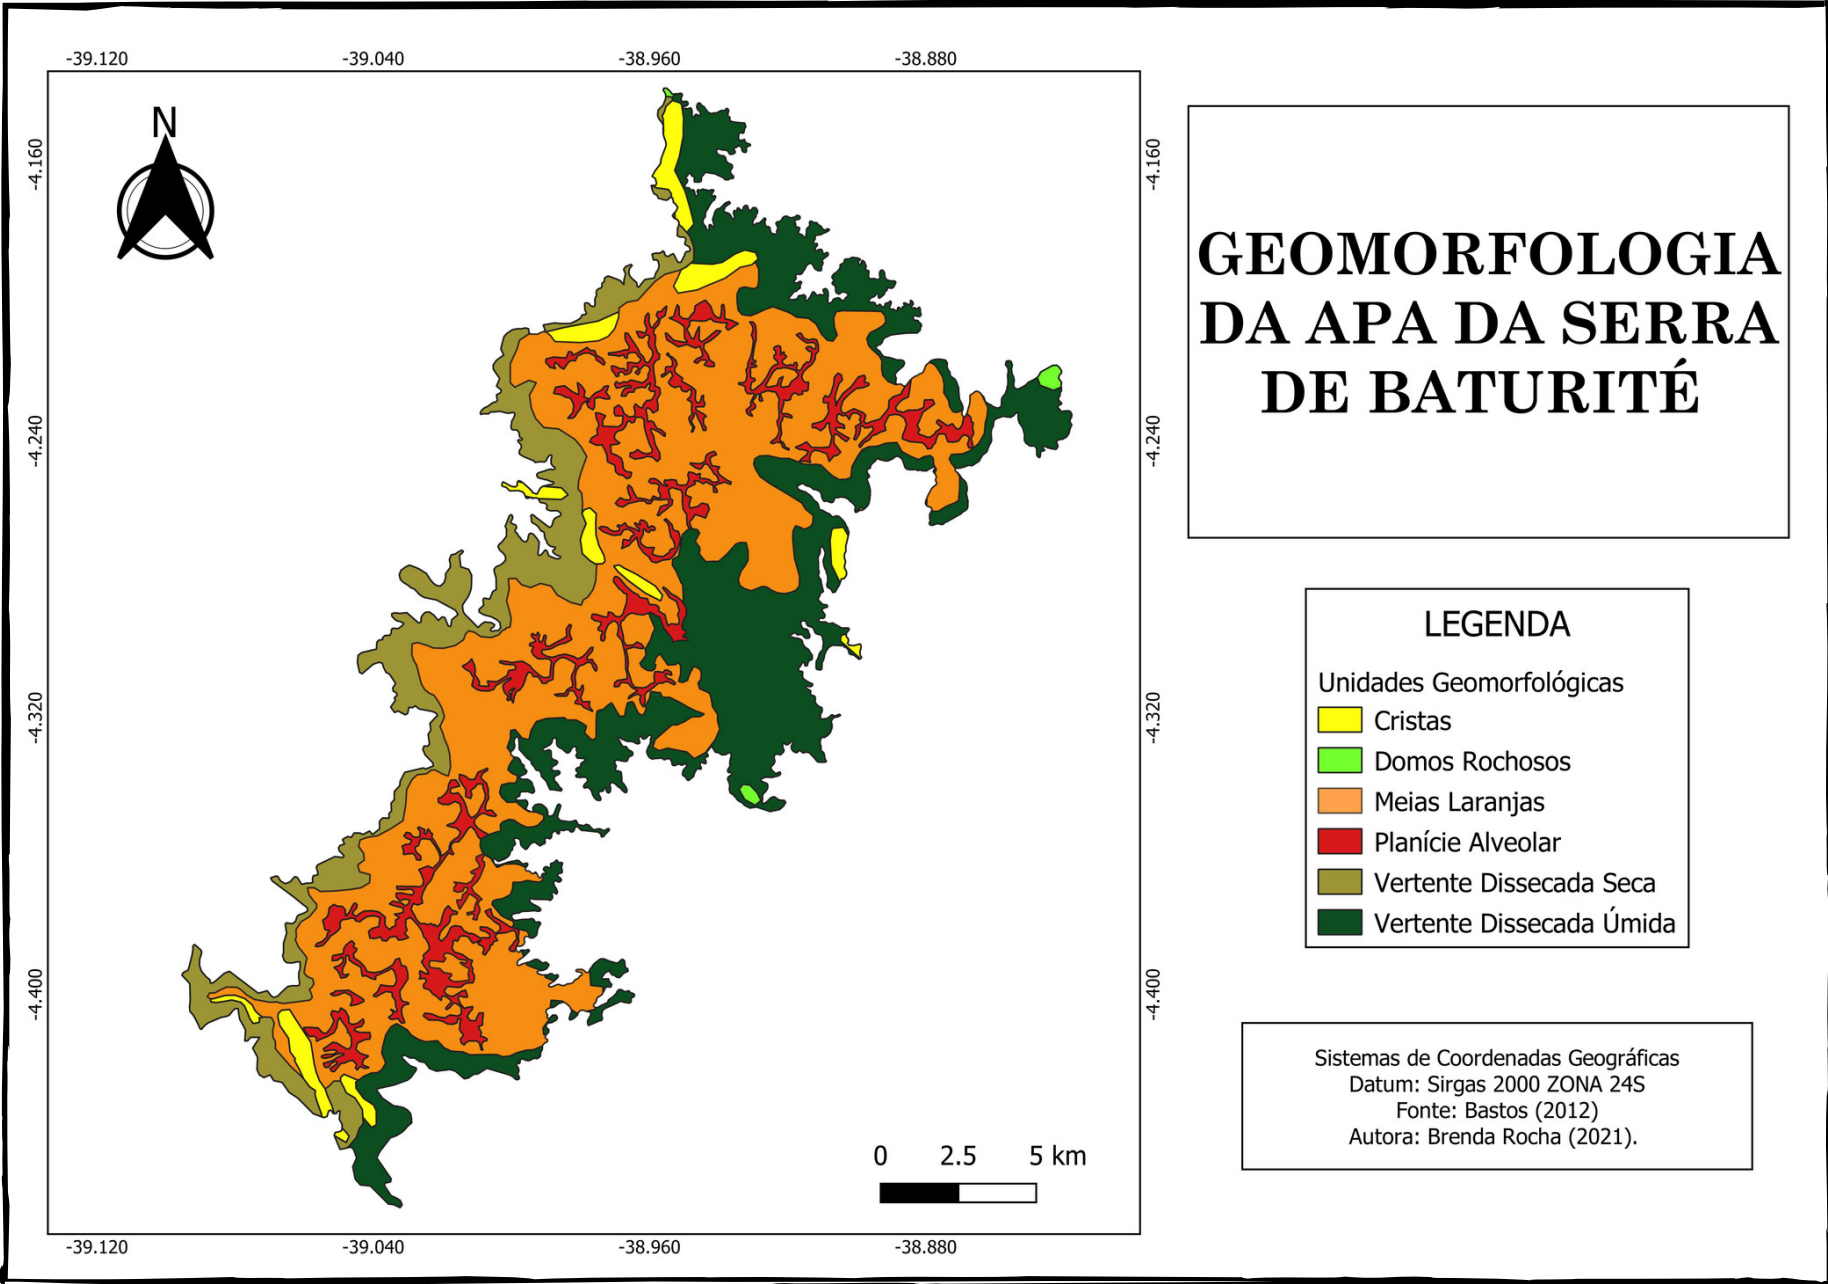 -39.120 -39.040 -38.960 -38.880
N
-4.160 -4.160
-4.240 -4.240
-4.320 -4.320
-4.400 -4.400
0 2.5 5 km
-39.120 -39.040 -38.960 -38.880
GEOMORFOLOGIA
DA APA DA SERRA
DE BATURITÉ
LEGENDA
Unidades Geomorfológicas
Cristas
Domos Rochosos
Meias Laranjas
Planície Alveolar
Vertente Dissecada Seca
Vertente Dissecada Úmida
Sistemas de Coordenadas Geográficas
Datum: Sirgas 2000 ZONA 24S
Fonte: Bastos (2012)
Autora: Brenda Rocha (2021).